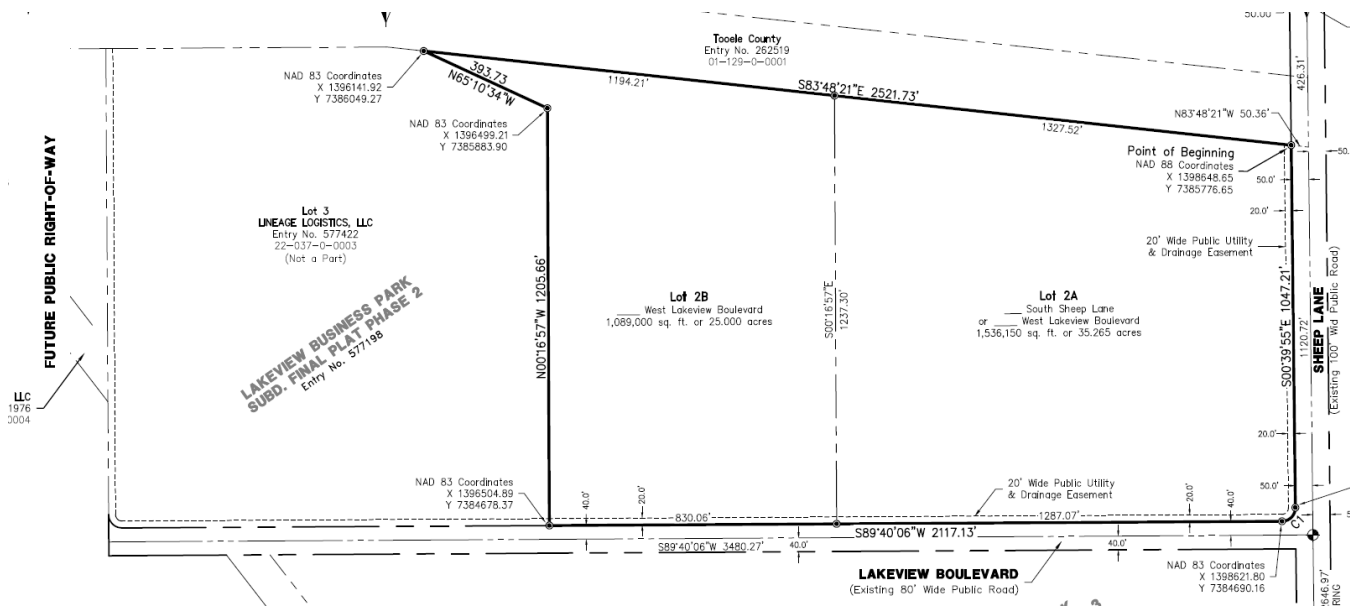 50.00'
426.31'
Tooele County
Entry No. 262519
01-129-0-0001
393.73
N65°10'34"W
NAD 83 Coordinates
X 1396141.92
Y 7386049.27
1194.21'
S83°48'21"E 2521.73'
N83°48'21"W 50.36'
NAD 83 Coordinates
X 1396499.21
Y 7385883.90
1327.52'
Point of Beginning
NAD 88 Coordinates
X 1398648.65
Y 7385776.65
50.0'
50.
20.0'
FUTURE PUBLIC RIGHT-OF-WAY
Lot 3
LINEAGE LOGISTICS, LLC
Entry No. 577422
22-037-0-0003
(Not a Part)
20' Wide Public Utility
& Drainage Easement
LAKEVIEW BUSINESS PARK
SUBD. FINAL PLAT PHASE 2
Entry No. 577198
N00°16'57"W 1205.66'
Lot 2B
____ West Lakeview Boulevard
1,089,000 sq. ft. or 25.000 acres
S00°16'57"E
1237.30'
Lot 2A
____ South Sheep Lane
or ____ West Lakeview Boulevard
1,536,150 sq. ft. or 35.265 acres
S00°39'55"E 1047.21'
1120.72'
SHEEP LANE
(Existing 100' Wid Public Road)
LLC
1976
0004
20.0'
NAD 83 Coordinates
X 1396504.89
Y 7384678.37
40.0'
20.0'
20' Wide Public Utility
& Drainage Easement
20.0'
40.0'
50.0'
830.06'
1287.07'
C1
S89°40'06"W 2117.13'
S89°40'06"W 3480.27'
40.0'
40.0'
LAKEVIEW BOULEVARD
(Existing 80' Wide Public Road)
NAD 83 Coordinates
X 1398621.80
Y 7384690.16
2646.97'
RING